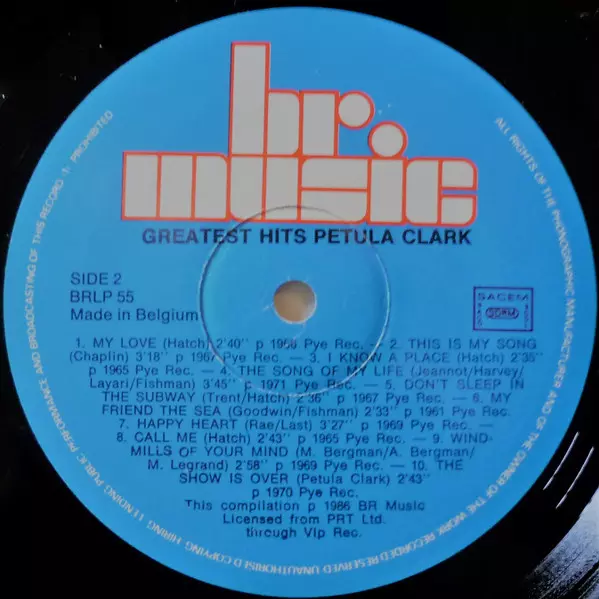 br.
music
GREATEST HITS PETULA CLARK
SIDE 2
BRLP 55
Made in Belgium
SACEM
1. MY LOVE (Hatch) 2'40" p 1966 Pye Rec. — 2. THIS IS MY SONG
(Chaplin) 3'18" p 1967 Pye Rec. — 3. I KNOW A PLACE (Hatch) 2'35"
p 1965 Pye Rec. — 4. THE SONG OF MY LIFE (Jeannot/Harvey/
Layari/Fishman) 3'45" p 1971 Pye Rec. — 5. DON'T SLEEP IN
THE SUBWAY (Trent/Hatch) 2'36" p 1967 Pye Rec. — 6. MY
FRIEND THE SEA (Goodwin/Fishman) 2'33" p 1961 Pye Rec. —
7. HAPPY HEART (Rae/Last) 3'27" p 1969 Pye Rec. —
8. CALL ME (Hatch) 2'43" p 1965 Pye Rec. — 9. WIND-
MILLS OF YOUR MIND (M. Bergman/A. Bergman/
M. Legrand) 2'58" p 1969 Pye Rec. — 10. THE
SHOW IS OVER (Petula Clark) 2'43"
p 1970 Pye Rec.
This compilation p 1986 BR Music
Licensed from PRT Ltd.
through Vip Rec.
ALL RIGHTS OF THE PHONOGRAPHIC MANUFACTURER AND OF THE OWNER OF THE WORK RECORDED RESERVED UNAUTHORISED COPYING HIRING LENDING PUBLIC PERFORMANCE AND BROADCASTING OF THIS RECORD PROHIBITED